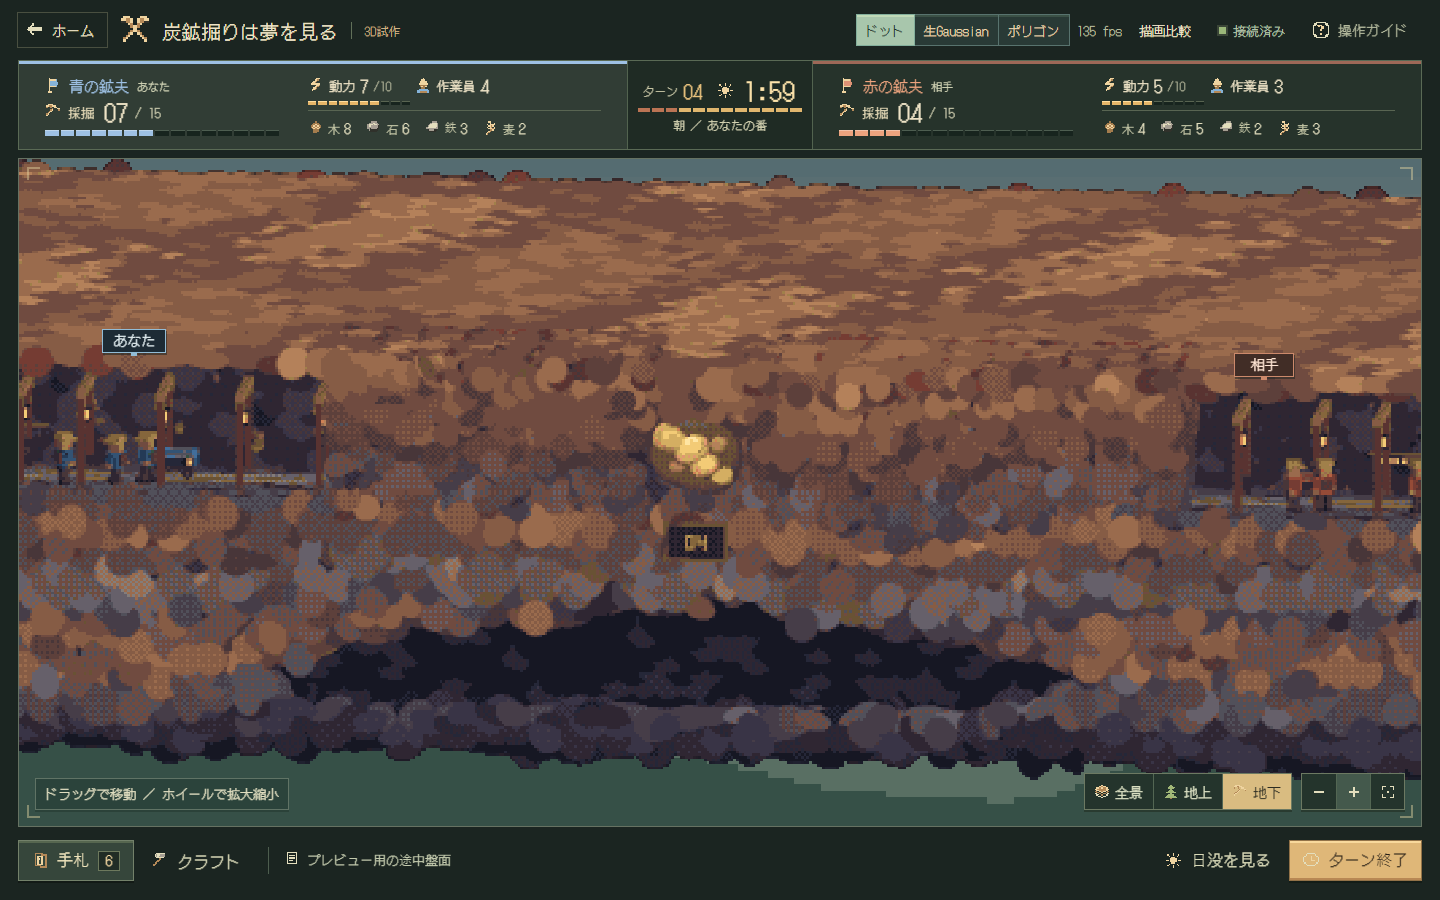 ホーム
炭鉱掘りは夢を見る
3D試作
ドット
生Gaussian
ポリゴン
135 fps
描画比較
接続済み
操作ガイド
青の鉱夫 あなた
動力 7 /10
作業員 4
採掘 07 / 15
木 8
石 6
鉄 3
麦 2
ターン 04
1:59
朝 ／ あなたの番
赤の鉱夫 相手
動力 5 /10
作業員 3
採掘 04 / 15
木 4
石 5
鉄 2
麦 3
あなた
相手
04
ドラッグで移動 ／ ホイールで拡大縮小
全景
地上
地下
手札 6
クラフト
プレビュー用の途中盤面
日没を見る
ターン終了